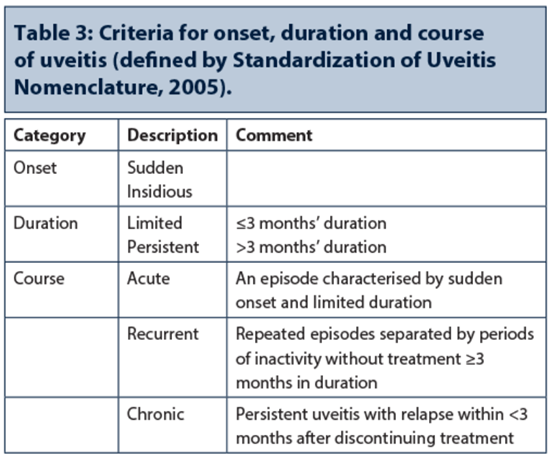 Table 3: Criteria for onset, duration and course
of uveitis (defined by Standardization of Uveitis
Nomenclature, 2005).
Category Description Comment
Onset Sudden
Insidious
Duration Limited ≤3 months’ duration
Persistent >3 months’ duration
Course Acute An episode characterised by sudden
onset and limited duration
Recurrent Repeated episodes separated by periods
of inactivity without treatment ≥3
months in duration
Chronic Persistent uveitis with relapse within <3
months after discontinuing treatment